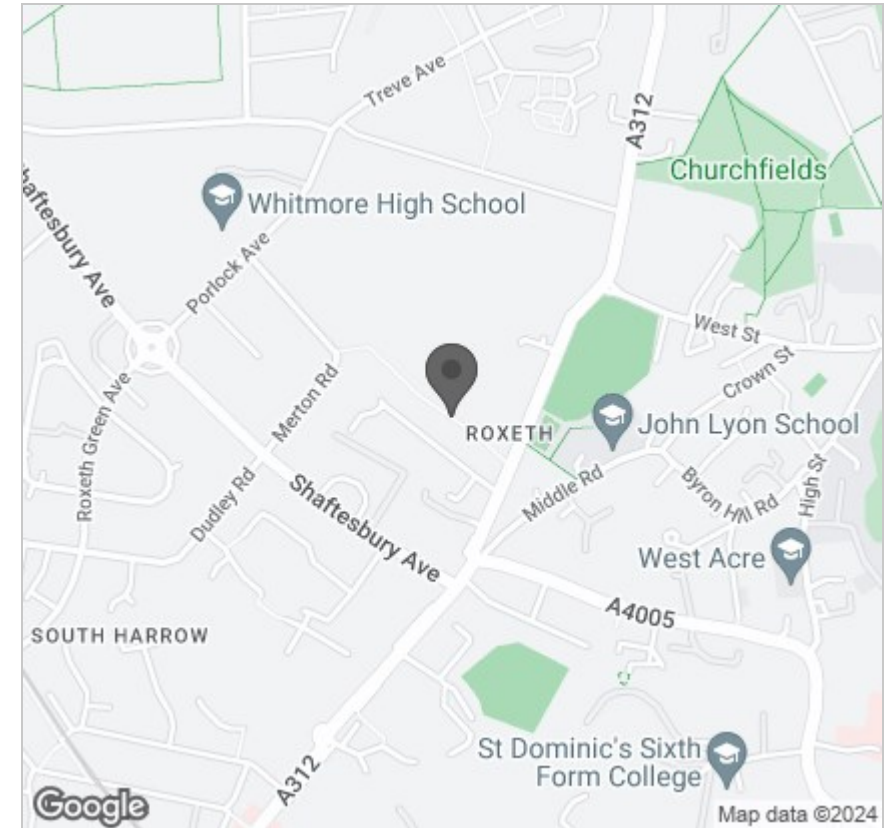 Treve Ave
A312
Churchfields
Whitmore High School
Shaftesbury Ave
Porlock Ave
West St
Crown St
Merton Rd
Roxeth Green Ave
ROXETH
John Lyon School
Dudley Rd
Middle Rd
Byron Hill Rd
High St
Shaftesbury Ave
West Acre
A4005
SOUTH HARROW
St Dominic's Sixth
Form College
A312
Google
Map data ©2024